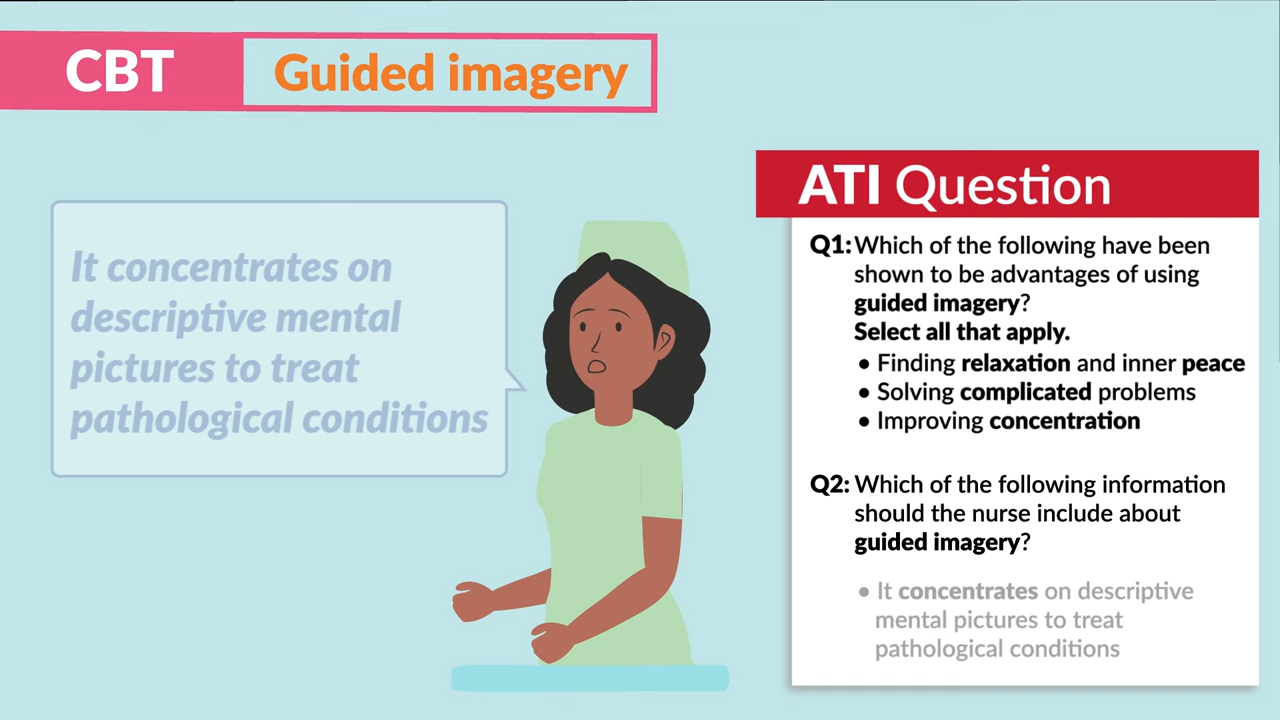 CBT
Guided imagery
It concentrates on
descriptive mental
pictures to treat
pathological conditions
ATI Question
Q1: Which of the following have been
shown to be advantages of using
guided imagery?
Select all that apply.
• Finding relaxation and inner peace
• Solving complicated problems
• Improving concentration
Q2: Which of the following information
should the nurse include about
guided imagery?
• It concentrates on descriptive
mental pictures to treat
pathological conditions